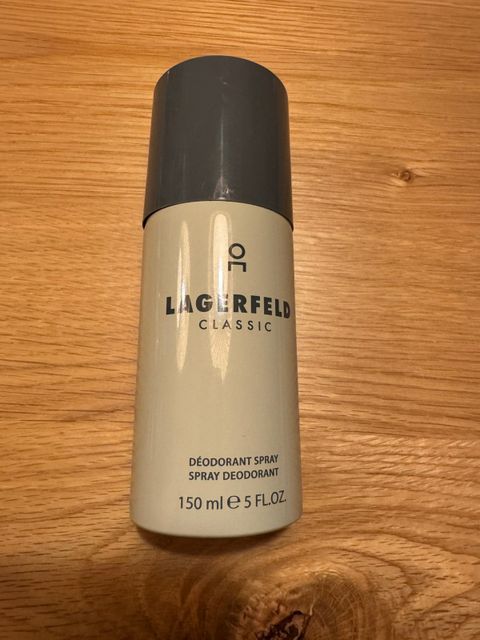 LAGERFELD
CLASSIC
DÉODORANT SPRAY
SPRAY DEODORANT
150 ml ℮ 5 FL.OZ.